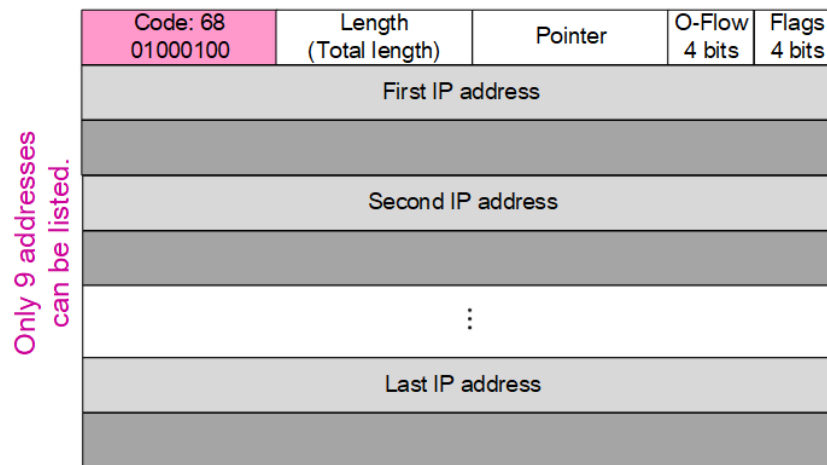 Code: 68
01000100
Length
(Total length)
Pointer
O-Flow
4 bits
Flags
4 bits
First IP address
Second IP address
⋮
Last IP address
Only 9 addresses
can be listed.